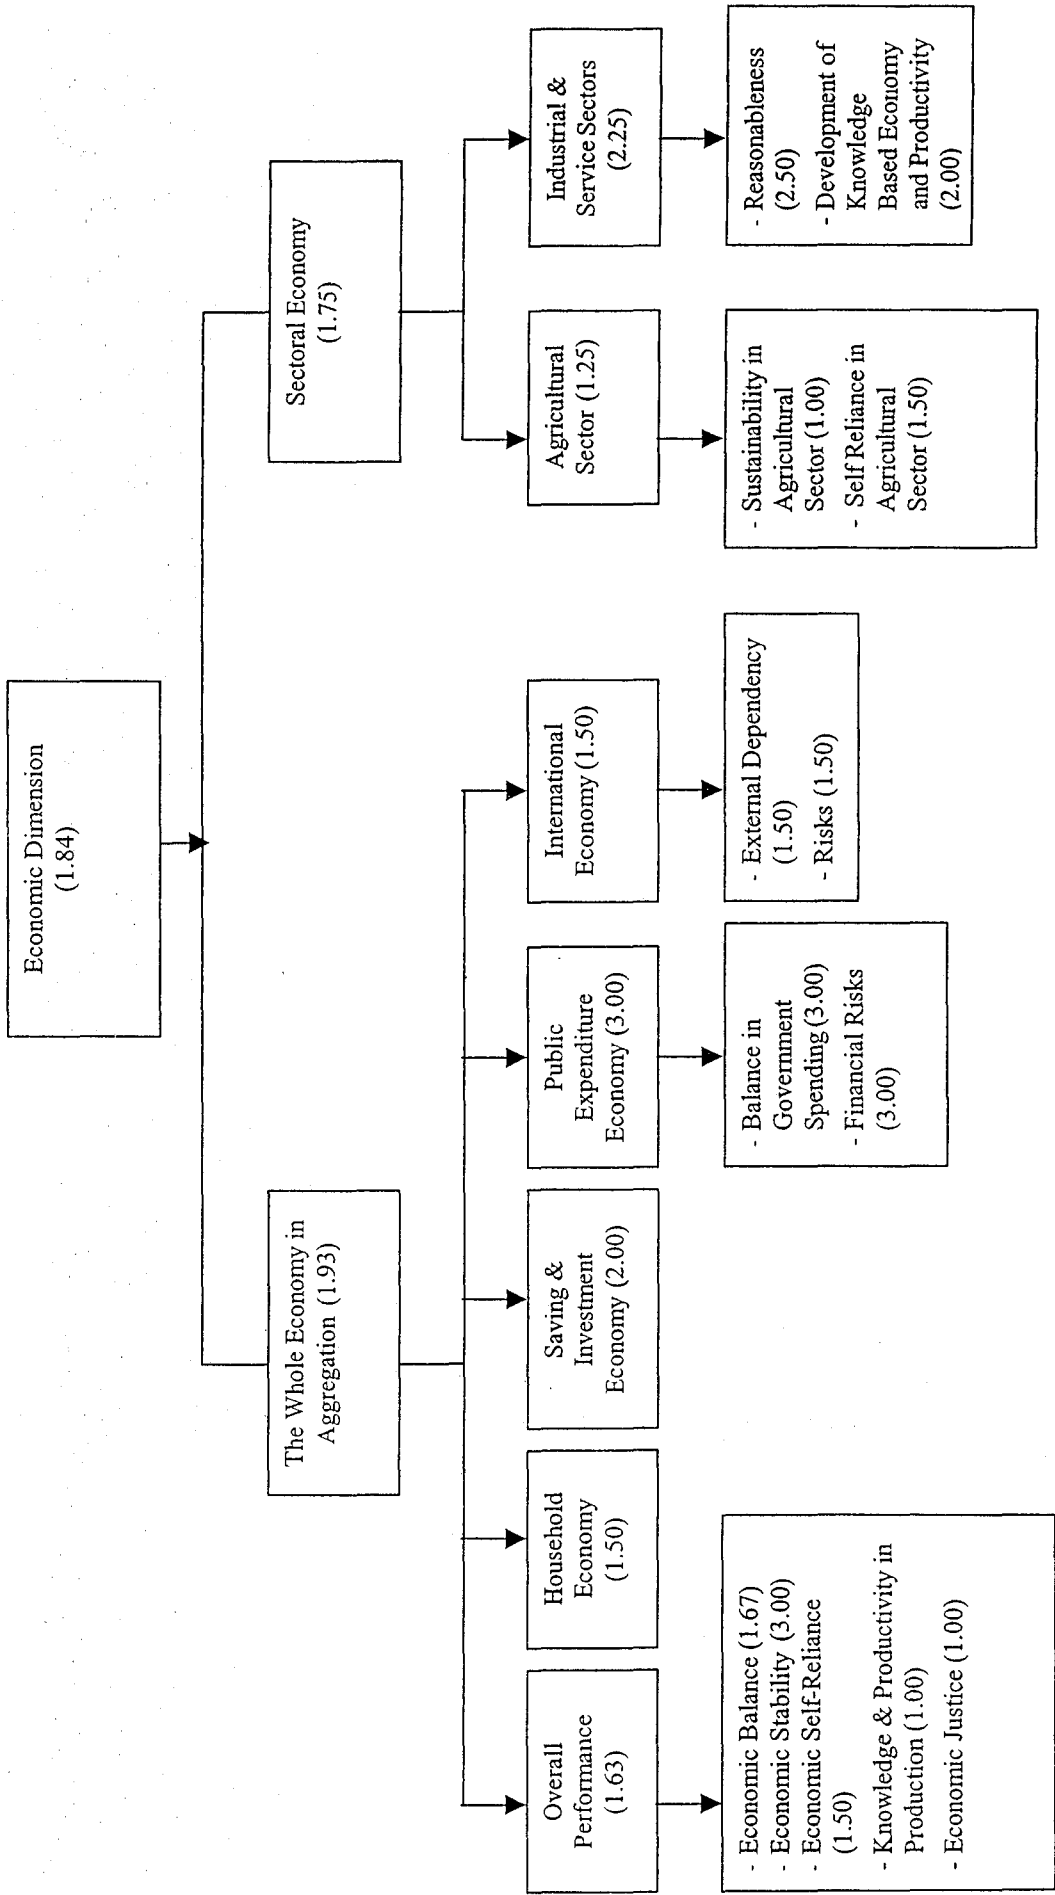 Economic Dimension
(1.84)
The Whole Economy in
Aggregation (1.93)
Sectoral Economy
(1.75)
Overall
Performance
(1.63)
Household
Economy
(1.50)
Saving &
Investment
Economy (2.00)
Public
Expenditure
Economy (3.00)
International
Economy (1.50)
Agricultural
Sector (1.25)
Industrial &
Service Sectors
(2.25)
- Economic Balance (1.67)
- Economic Stability (3.00)
- Economic Self-Reliance
(1.50)
- Knowledge & Productivity in
Production (1.00)
- Economic Justice (1.00)
- Balance in
Government
Spending (3.00)
- Financial Risks
(3.00)
- External Dependency
(1.50)
- Risks (1.50)
- Sustainability in
Agricultural
Sector (1.00)
- Self Reliance in
Agricultural
Sector (1.50)
- Reasonableness
(2.50)
- Development of
Knowledge
Based Economy
and Productivity
(2.00)